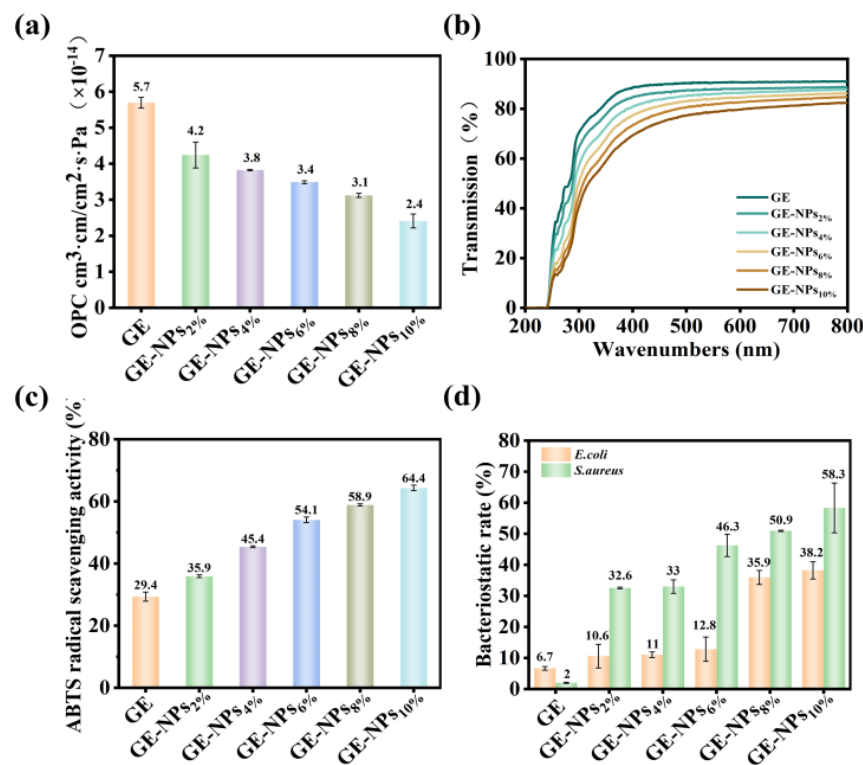 (a)
OPC cm³·cm/cm²·s·Pa （×10⁻¹⁴）
7
6
5
4
3
2
1
0
5.7
4.2
3.8
3.4
3.1
2.4
GE
GE-NPs2%
GE-NPs4%
GE-NPs6%
GE-NPs8%
GE-NPs10%
(b)
Transmission （%）
100
80
60
40
20
0
GE
GE-NPs2%
GE-NPs4%
GE-NPs6%
GE-NPs8%
GE-NPs10%
200
300
400
500
600
700
800
Wavenumbers (nm)
(c)
ABTS radical scavenging activity (%)
80
60
40
20
0
29.4
35.9
45.4
54.1
58.9
64.4
GE
GE-NPs2%
GE-NPs4%
GE-NPs6%
GE-NPs8%
GE-NPs10%
(d)
Bacteriostatic rate (%)
80
70
60
50
40
30
20
10
0
E.coli
S.aureus
6.7
2
10.6
32.6
11
33
12.8
46.3
35.9
50.9
38.2
58.3
GE
GE-NPs2%
GE-NPs4%
GE-NPs6%
GE-NPs8%
GE-NPs10%